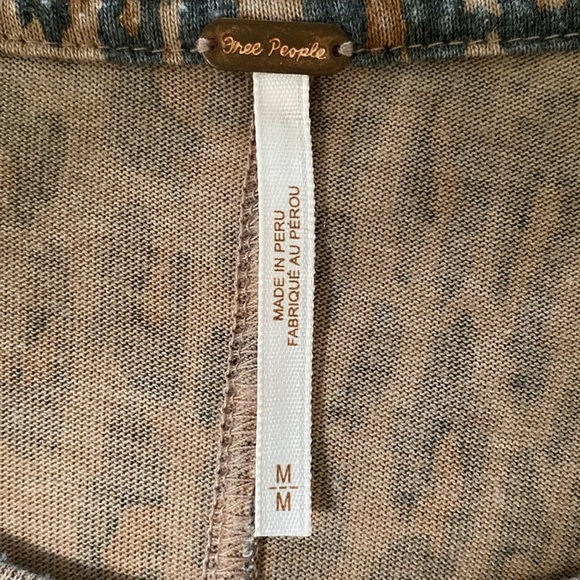 Free People
MADE IN PERU
FABRIQUÉ AU PÉROU
M
M